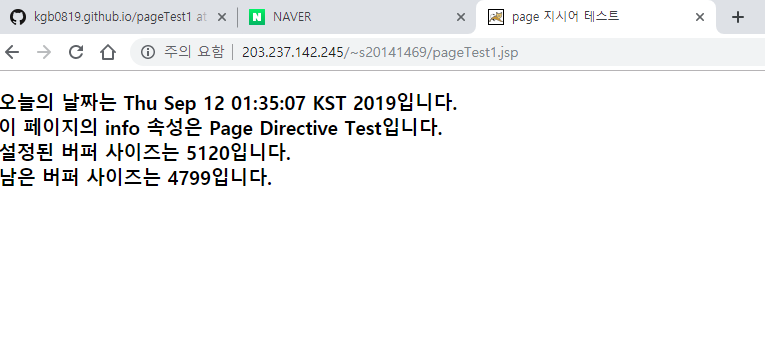 kgb0819.github.io/pageTest1 at
NAVER
page 지시어 테스트
주의 요함 | 203.237.142.245/~s20141469/pageTest1.jsp
오늘의 날짜는 Thu Sep 12 01:35:07 KST 2019입니다.
이 페이지의 info 속성은 Page Directive Test입니다.
설정된 버퍼 사이즈는 5120입니다.
남은 버퍼 사이즈는 4799입니다.